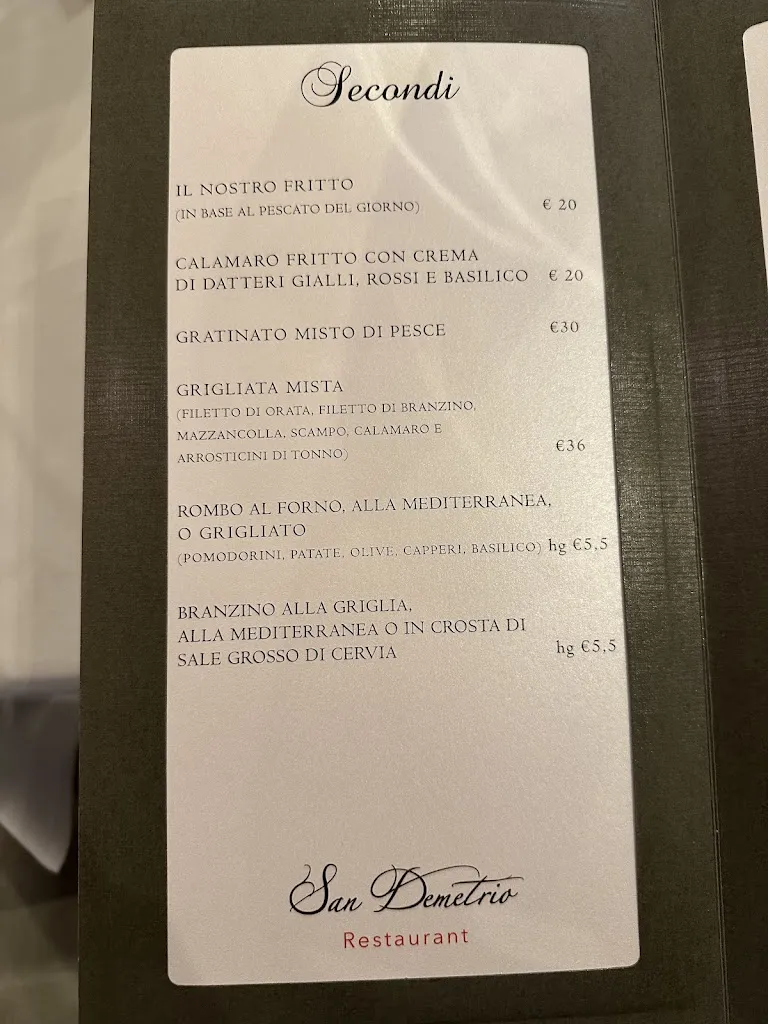 Secondi
IL NOSTRO FRITTO
(IN BASE AL PESCATO DEL GIORNO) € 20
CALAMARO FRITTO CON CREMA
DI DATTERI GIALLI, ROSSI E BASILICO € 20
GRATINATO MISTO DI PESCE €30
GRIGLIATA MISTA
(FILETTO DI ORATA, FILETTO DI BRANZINO,
MAZZANCOLLA, SCAMPO, CALAMARO E
ARROSTICINI DI TONNO) €36
ROMBO AL FORNO, ALLA MEDITERRANEA,
O GRIGLIATO
(POMODORINI, PATATE, OLIVE, CAPPERI, BASILICO) hg €5,5
BRANZINO ALLA GRIGLIA,
ALLA MEDITERRANEA O IN CROSTA DI
SALE GROSSO DI CERVIA hg €5,5
San Demetrio
Restaurant